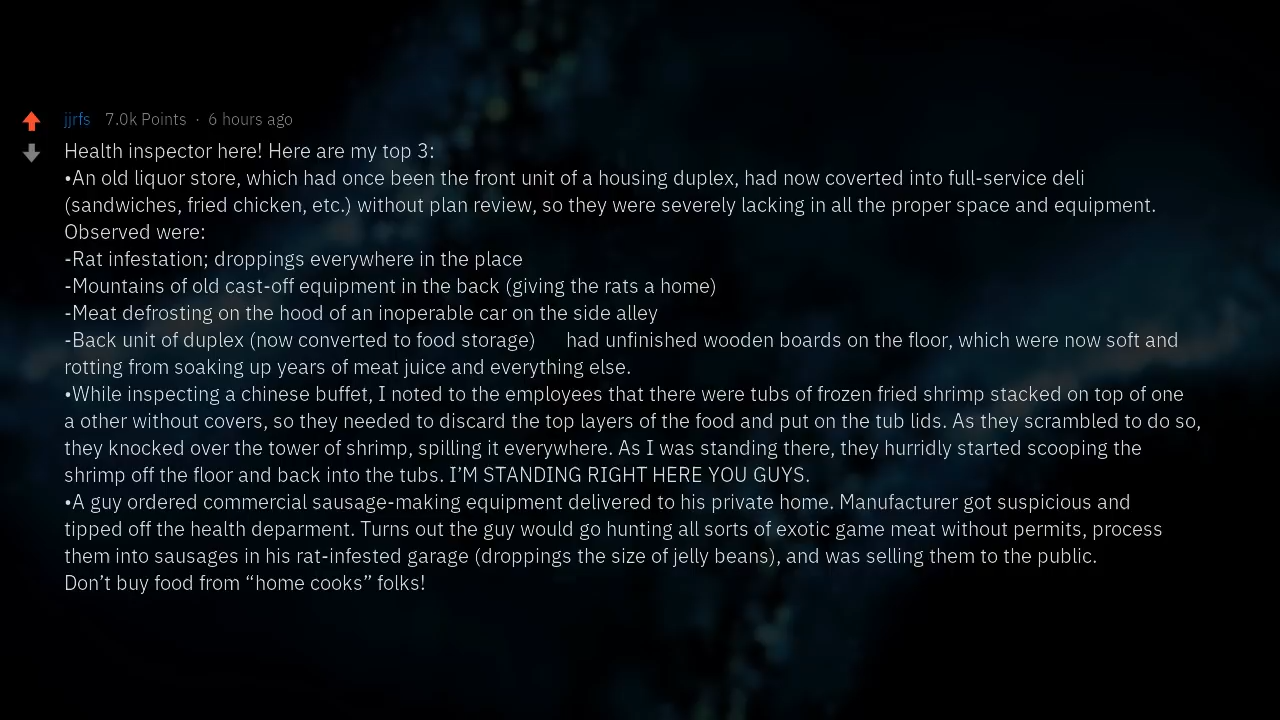 jjrfs 7.0k Points · 6 hours ago
Health inspector here! Here are my top 3:
•An old liquor store, which had once been the front unit of a housing duplex, had now coverted into full-service deli
(sandwiches, fried chicken, etc.) without plan review, so they were severely lacking in all the proper space and equipment.
Observed were:
-Rat infestation; droppings everywhere in the place
-Mountains of old cast-off equipment in the back (giving the rats a home)
-Meat defrosting on the hood of an inoperable car on the side alley
-Back unit of duplex (now converted to food storage) had unfinished wooden boards on the floor, which were now soft and
rotting from soaking up years of meat juice and everything else.
•While inspecting a chinese buffet, I noted to the employees that there were tubs of frozen fried shrimp stacked on top of one
a other without covers, so they needed to discard the top layers of the food and put on the tub lids. As they scrambled to do so,
they knocked over the tower of shrimp, spilling it everywhere. As I was standing there, they hurridly started scooping the
shrimp off the floor and back into the tubs. I’M STANDING RIGHT HERE YOU GUYS.
•A guy ordered commercial sausage-making equipment delivered to his private home. Manufacturer got suspicious and
tipped off the health deparment. Turns out the guy would go hunting all sorts of exotic game meat without permits, process
them into sausages in his rat-infested garage (droppings the size of jelly beans), and was selling them to the public.
Don’t buy food from “home cooks” folks!